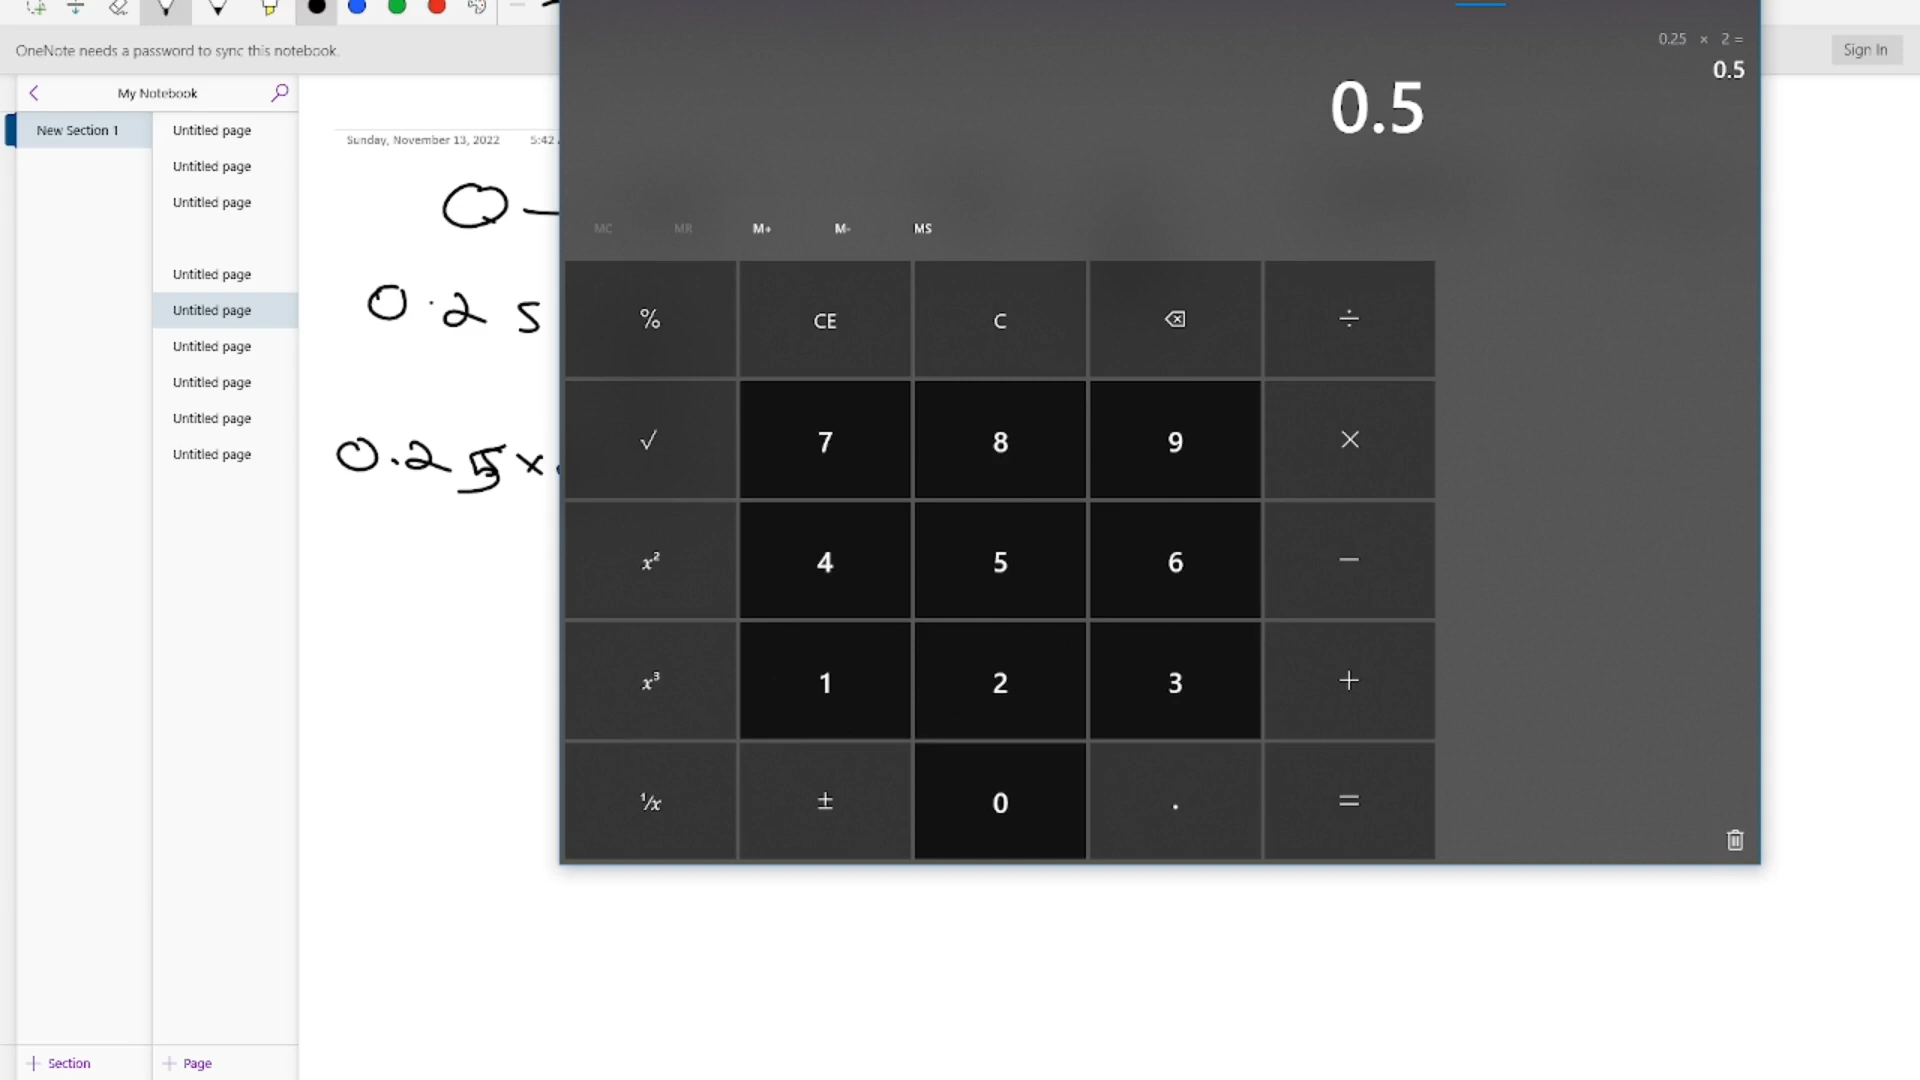 OneNote needs a password to sync this notebook.
Sign In
My Notebook
New Section 1
Untitled page
Untitled page
Untitled page
Untitled page
Untitled page
Untitled page
Untitled page
Untitled page
Untitled page
Section
Page
Sunday, November 13, 2022 5:42
0 –
0.25
0.25 ×
0.25 × 2 =
0.5
0.5
MC MR M+ M- MS
% CE C ÷
√ 7 8 9 ×
x² 4 5 6 −
x³ 1 2 3 +
¹/x ± 0 . =